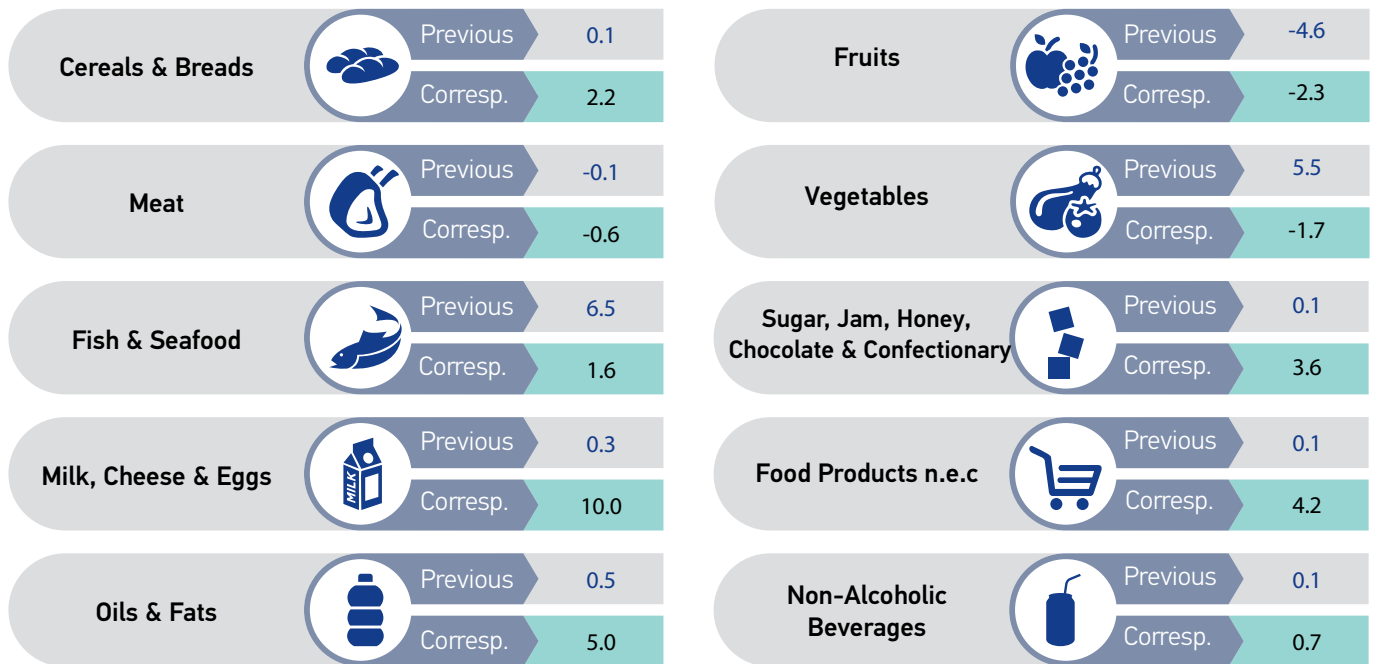 Cereals & Breads
Previous 0.1
Corresp. 2.2
Meat
Previous -0.1
Corresp. -0.6
Fish & Seafood
Previous 6.5
Corresp. 1.6
Milk, Cheese & Eggs
MILK
Previous 0.3
Corresp. 10.0
Oils & Fats
Previous 0.5
Corresp. 5.0
Fruits
Previous -4.6
Corresp. -2.3
Vegetables
Previous 5.5
Corresp. -1.7
Sugar, Jam, Honey,
Chocolate & Confectionary
Previous 0.1
Corresp. 3.6
Food Products n.e.c
Previous 0.1
Corresp. 4.2
Non-Alcoholic
Beverages
Previous 0.1
Corresp. 0.7